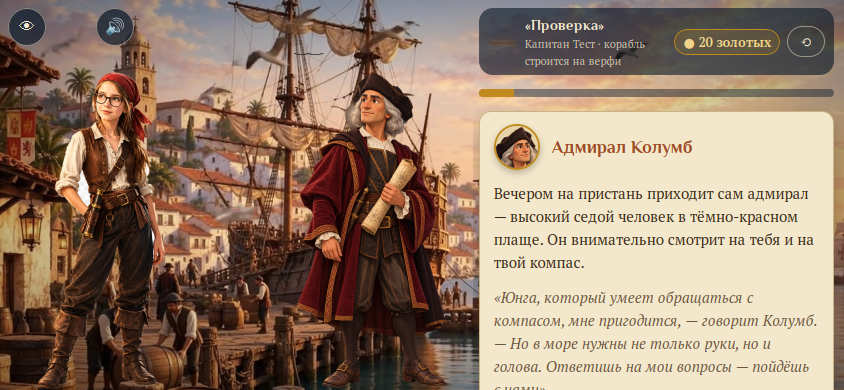 «Проверка»
Капитан Тест · корабль
строится на верфи
20 золотых
Адмирал Колумб
Вечером на пристань приходит сам адмирал
— высокий седой человек в тёмно-красном
плаще. Он внимательно смотрит на тебя и на
твой компас.
«Юнга, который умеет обращаться с
компасом, мне пригодится, — говорит Колумб.
— Но в море нужны не только руки, но и
голова. Ответишь на мои вопросы — пойдёшь
с нами»